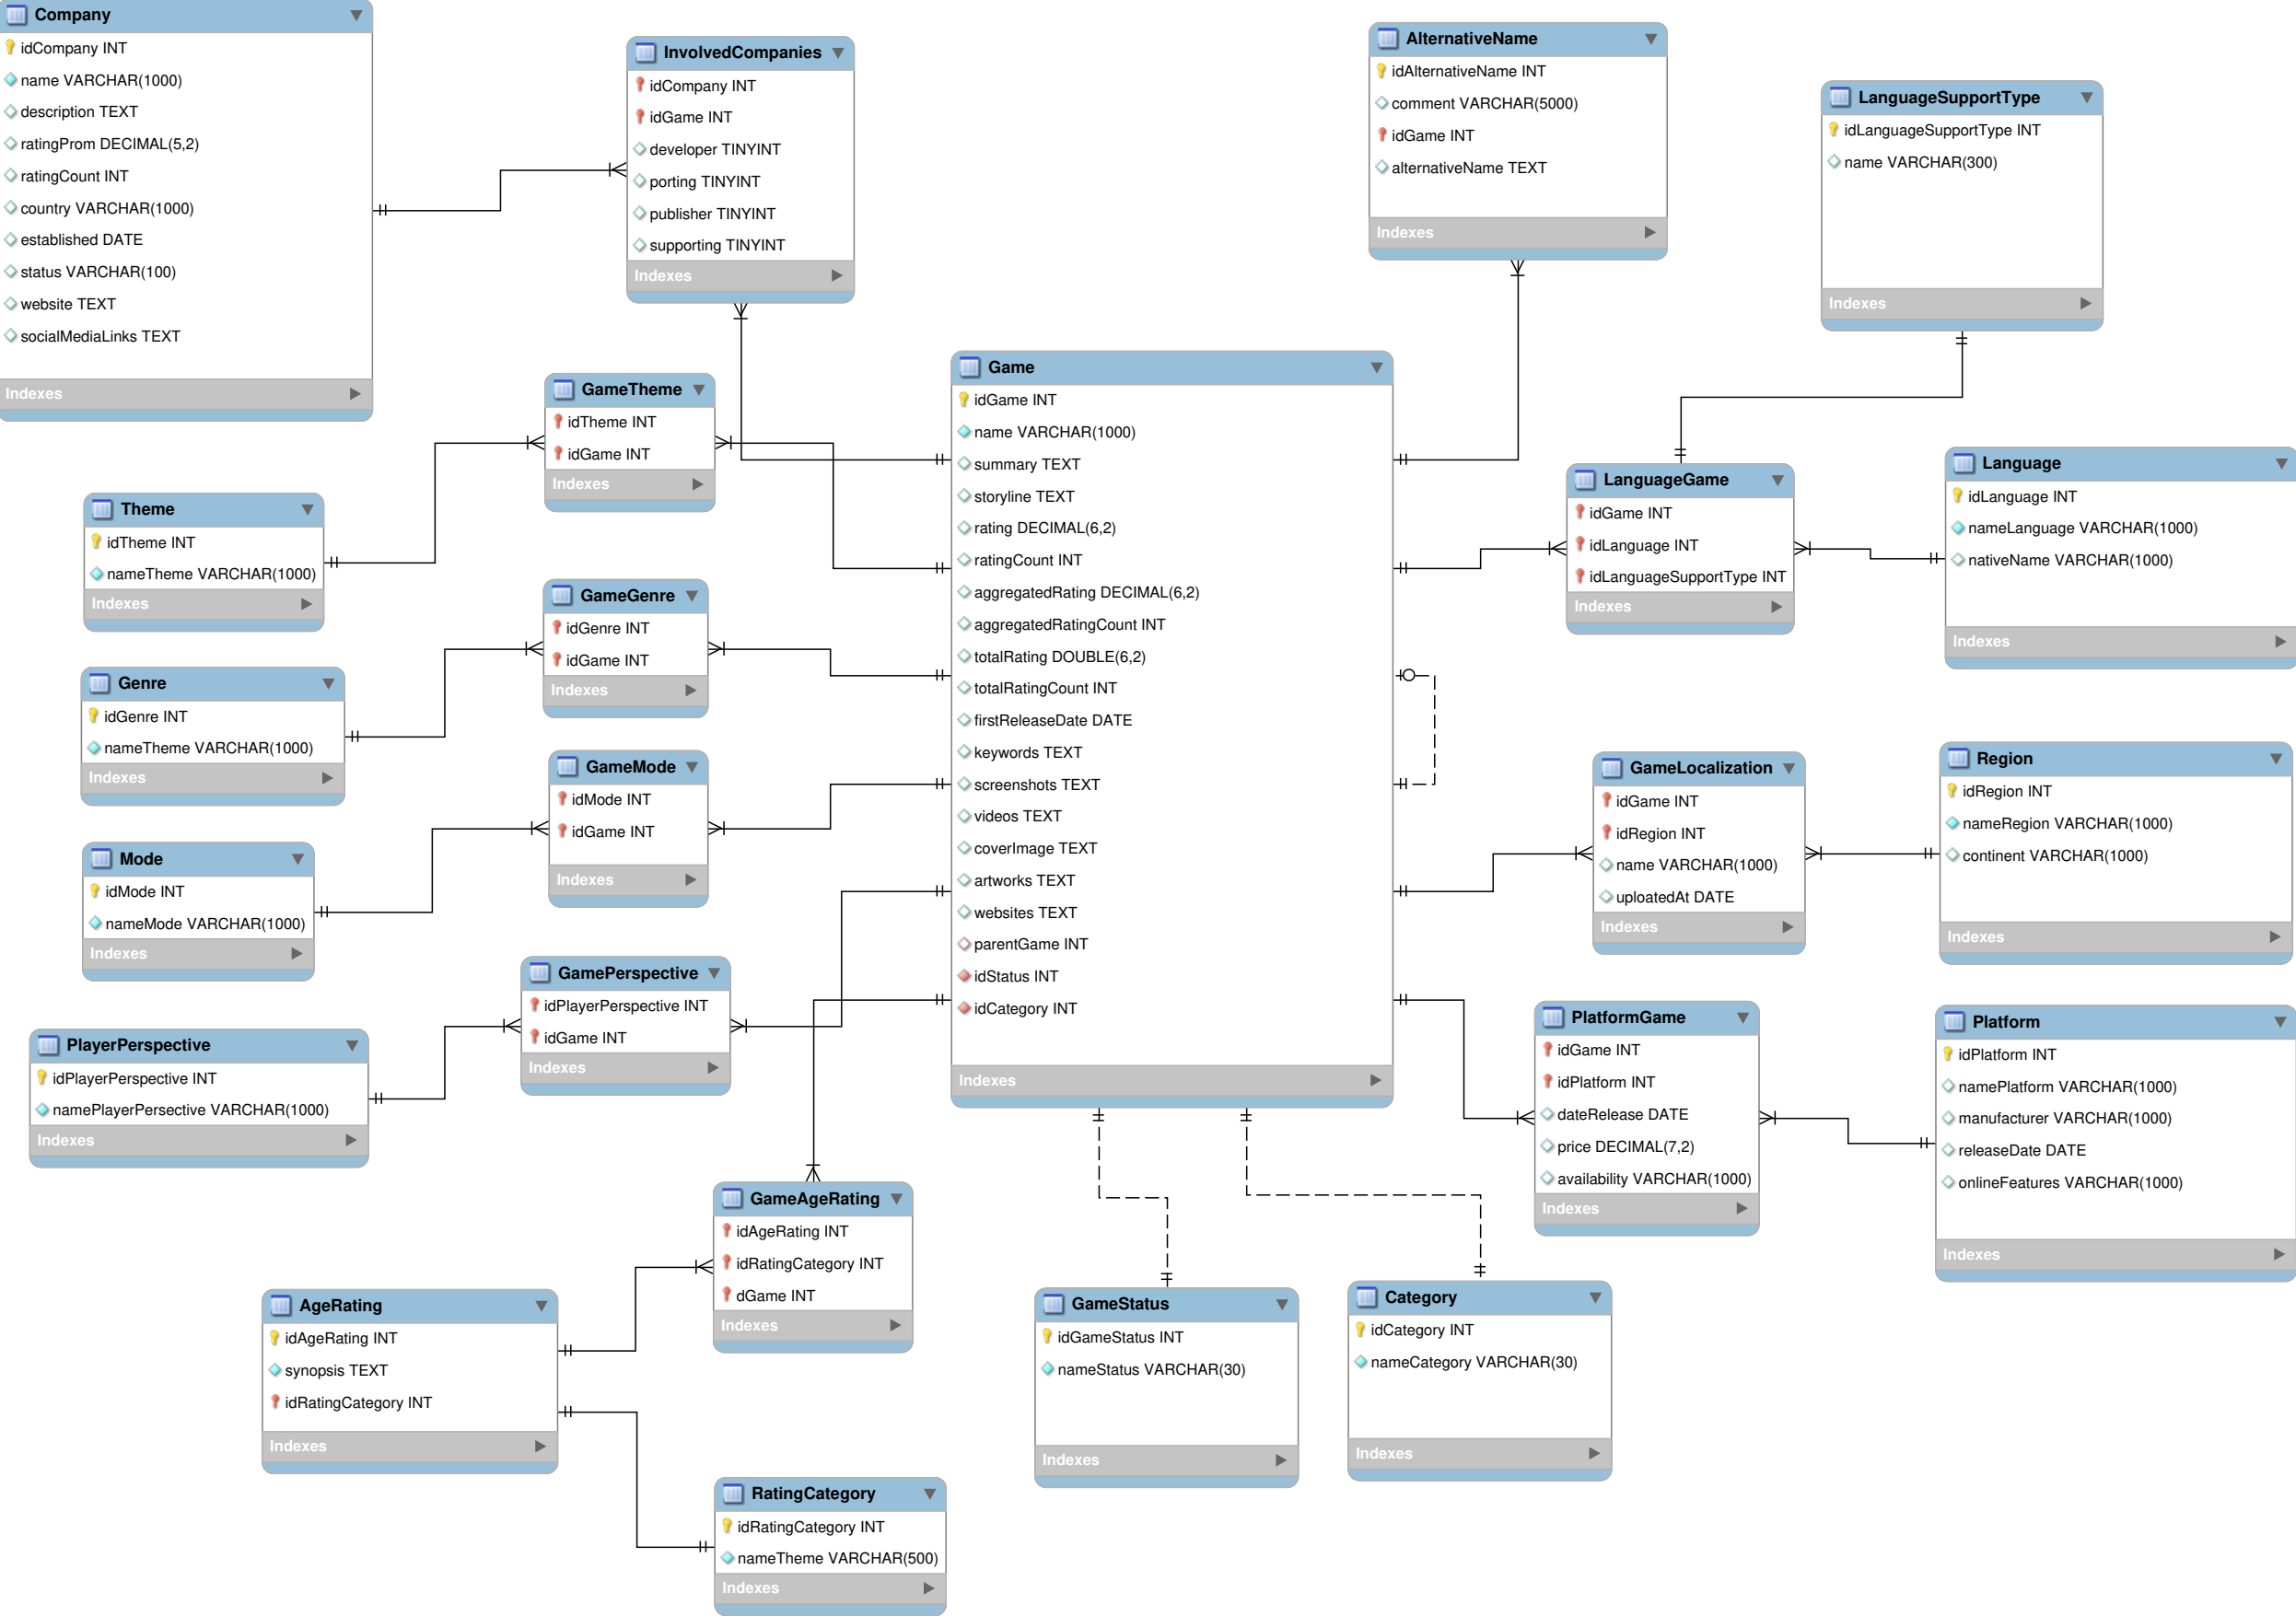 Company
idCompany INT
name VARCHAR(1000)
description TEXT
ratingProm DECIMAL(5,2)
ratingCount INT
country VARCHAR(1000)
established DATE
status VARCHAR(100)
website TEXT
socialMediaLinks TEXT
Indexes
InvolvedCompanies
idCompany INT
idGame INT
developer TINYINT
porting TINYINT
publisher TINYINT
supporting TINYINT
Indexes
AlternativeName
idAlternativeName INT
comment VARCHAR(5000)
idGame INT
alternativeName TEXT
Indexes
LanguageSupportType
idLanguageSupportType INT
name VARCHAR(300)
Indexes
GameTheme
idTheme INT
idGame INT
Indexes
Theme
idTheme INT
nameTheme VARCHAR(1000)
Indexes
GameGenre
idGenre INT
idGame INT
Indexes
Genre
idGenre INT
nameTheme VARCHAR(1000)
Indexes
GameMode
idMode INT
idGame INT
Indexes
Mode
idMode INT
nameMode VARCHAR(1000)
Indexes
GamePerspective
idPlayerPerspective INT
idGame INT
Indexes
PlayerPerspective
idPlayerPerspective INT
namePlayerPersective VARCHAR(1000)
Indexes
Game
idGame INT
name VARCHAR(1000)
summary TEXT
storyline TEXT
rating DECIMAL(6,2)
ratingCount INT
aggregatedRating DECIMAL(6,2)
aggregatedRatingCount INT
totalRating DOUBLE(6,2)
totalRatingCount INT
firstReleaseDate DATE
keywords TEXT
screenshots TEXT
videos TEXT
coverImage TEXT
artworks TEXT
websites TEXT
parentGame INT
idStatus INT
idCategory INT
Indexes
LanguageGame
idGame INT
idLanguage INT
idLanguageSupportType INT
Indexes
Language
idLanguage INT
nameLanguage VARCHAR(1000)
nativeName VARCHAR(1000)
Indexes
GameLocalization
idGame INT
idRegion INT
name VARCHAR(1000)
uploatedAt DATE
Indexes
Region
idRegion INT
nameRegion VARCHAR(1000)
continent VARCHAR(1000)
Indexes
PlatformGame
idGame INT
idPlatform INT
dateRelease DATE
price DECIMAL(7,2)
availability VARCHAR(1000)
Indexes
Platform
idPlatform INT
namePlatform VARCHAR(1000)
manufacturer VARCHAR(1000)
releaseDate DATE
onlineFeatures VARCHAR(1000)
Indexes
GameAgeRating
idAgeRating INT
idRatingCategory INT
dGame INT
Indexes
AgeRating
idAgeRating INT
synopsis TEXT
idRatingCategory INT
Indexes
GameStatus
idGameStatus INT
nameStatus VARCHAR(30)
Indexes
Category
idCategory INT
nameCategory VARCHAR(30)
Indexes
RatingCategory
idRatingCategory INT
nameTheme VARCHAR(500)
Indexes